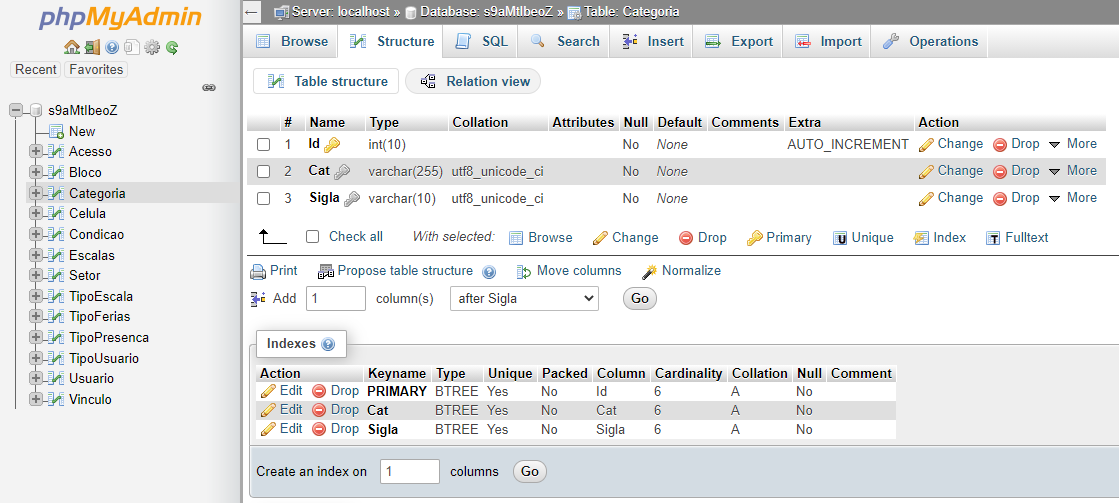 phpMyAdmin
Recent Favorites
s9aMtIbeoZ
New
Acesso
Bloco
Categoria
Celula
Condicao
Escalas
Setor
TipoEscala
TipoFerias
TipoPresenca
TipoUsuario
Usuario
Vinculo
Server: localhost » Database: s9aMtIbeoZ » Table: Categoria
Browse Structure SQL Search Insert Export Import Operations
Table structure Relation view
# Name Type Collation Attributes Null Default Comments Extra Action
1 Id int(10) No None AUTO_INCREMENT Change Drop More
2 Cat varchar(255) utf8_unicode_ci No None Change Drop More
3 Sigla varchar(10) utf8_unicode_ci No None Change Drop More
Check all With selected: Browse Change Drop Primary Unique Index Fulltext
Print Propose table structure Move columns Normalize
Add 1 column(s) after Sigla Go
Indexes
Action Keyname Type Unique Packed Column Cardinality Collation Null Comment
Edit Drop PRIMARY BTREE Yes No Id 6 A No
Edit Drop Cat BTREE Yes No Cat 6 A No
Edit Drop Sigla BTREE Yes No Sigla 6 A No
Create an index on 1 columns Go